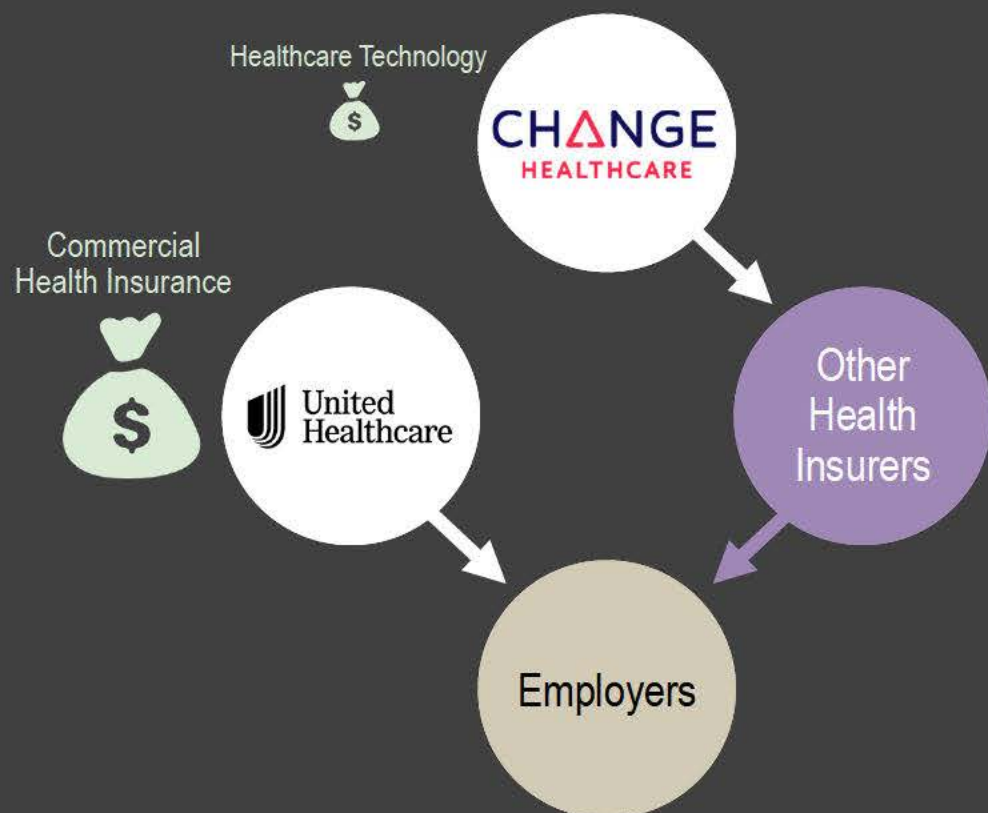 Healthcare Technology
$
CHANGE
HEALTHCARE
Commercial
Health Insurance
$
United
Healthcare
Other
Health
Insurers
Employers